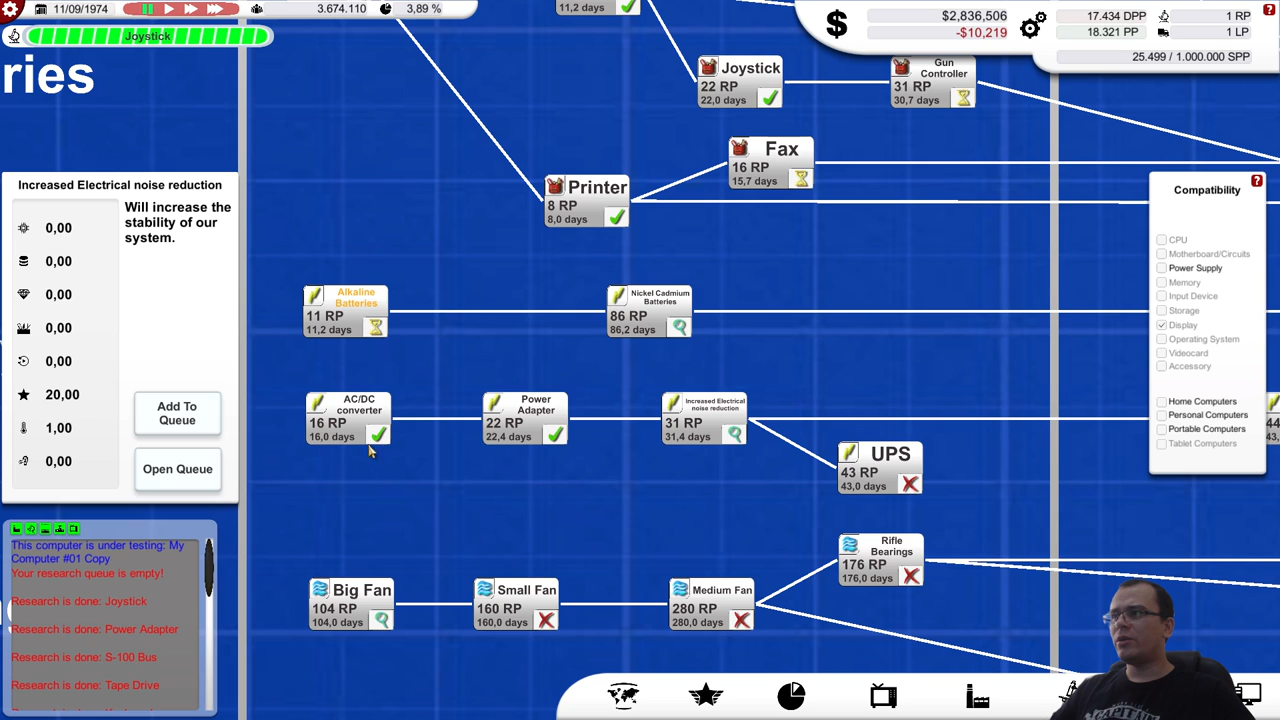 11/09/1974
3.674.110
3,89 %
11,2 days
$2,836,506
-$10,219
17.434 DPP
18.321 PP
1 RP
1 LP
25.499 / 1.000.000 SPP
Joystick
ries
Joystick
22 RP
22,0 days
Gun
Controller
31 RP
30,7 days
Fax
16 RP
15,7 days
Printer
8 RP
8,0 days
Increased Electrical noise reduction
Will increase the
stability of our
system.
0,00
0,00
0,00
0,00
0,00
20,00
1,00
0,00
Add To
Queue
Open Queue
Compatibility
CPU
Motherboard/Circuits
Power Supply
Memory
Input Device
Storage
Display
Operating System
Videocard
Accessory
Home Computers
Personal Computers
Portable Computers
Tablet Computers
Alkaline
Batteries
11 RP
11,2 days
Nickel Cadmium
Batteries
86 RP
86,2 days
AC/DC
converter
16 RP
16,0 days
Power
Adapter
22 RP
22,4 days
Increased Electrical
noise reduction
31 RP
31,4 days
UPS
43 RP
43,0 days
Rifle
Bearings
176 RP
176,0 days
Big Fan
104 RP
104,0 days
Small Fan
160 RP
160,0 days
Medium Fan
280 RP
280,0 days
This computer is under testing: My
Computer #01 Copy
Your research queue is empty!
Research is done: Joystick
Research is done: Power Adapter
Research is done: S-100 Bus
Research is done: Tape Drive